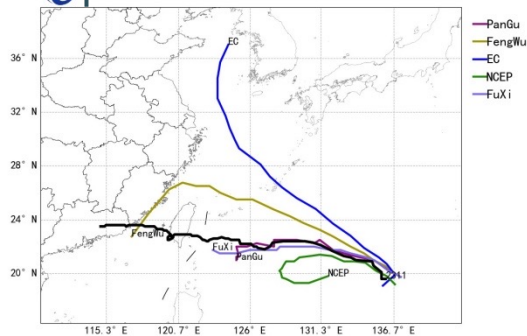 PanGu
FengWu
EC
NCEP
FuXi
EC
36° N
32° N
28° N
24° N
20° N
FengWu
FuXi
PanGu
NCEP
115.3° E
120.7° E
126° E
131.3° E
136.7° E